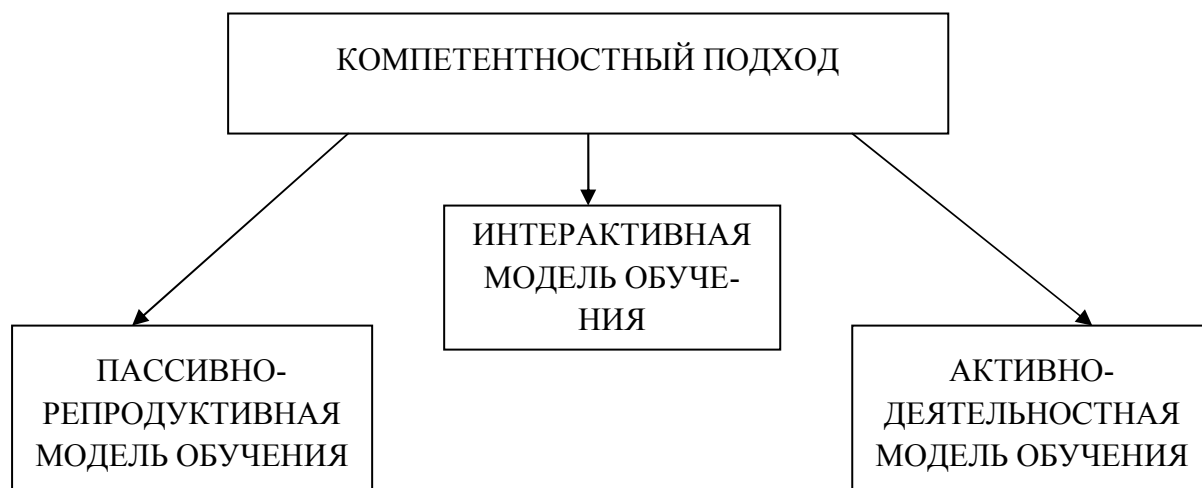 КОМПЕТЕНТНОСТНЫЙ ПОДХОД
ИНТЕРАКТИВНАЯ
МОДЕЛЬ ОБУЧЕ-
НИЯ
ПАССИВНО-
РЕПРОДУКТИВНАЯ
МОДЕЛЬ ОБУЧЕНИЯ
АКТИВНО-
ДЕЯТЕЛЬНОСТНАЯ
МОДЕЛЬ ОБУЧЕНИЯ